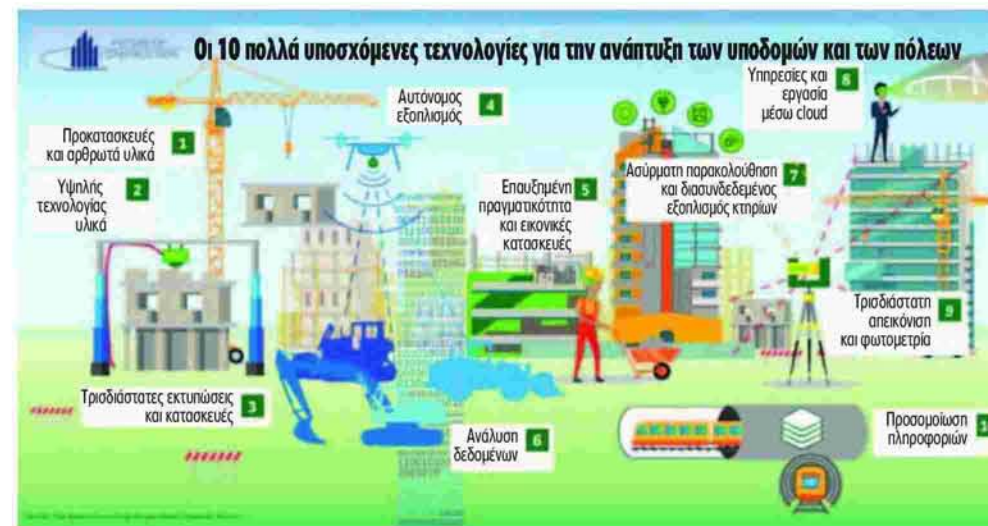 Οι 10 πολλά υποσχόμενες τεχνολογίες για την ανάπτυξη των υποδομών και των πόλεων
Προκατασκευές
και αρθρωτά υλικά
1
Υψηλής
τεχνολογίας
υλικά
2
Τρισδιάστατες εκτυπώσεις
και κατασκευές
3
Αυτόνομος
εξοπλισμός
4
Επαυξημένη
πραγματικότητα
και εικονικές
κατασκευές
5
Ανάλυση
δεδομένων
6
Ασύρματη παρακολούθηση
και διασυνδεδεμένος
εξοπλισμός κτηρίων
7
Υπηρεσίες και
εργασία
μέσω cloud
8
Τρισδιάστατη
απεικόνιση
και φωτομετρία
9
Προσομοίωση
πληροφοριών